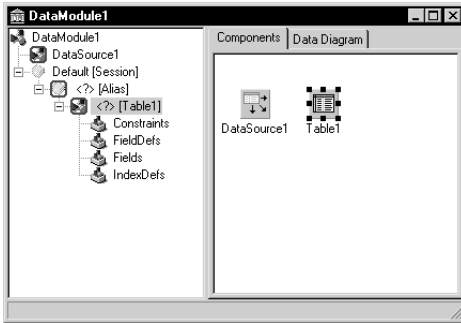 DataModule1
DataModule1
DataSource1
Default [Session]
<?> [Alias]
<?> [Table1]
Constraints
FieldDefs
Fields
IndexDefs
Components
Data Diagram
DataSource1
Table1